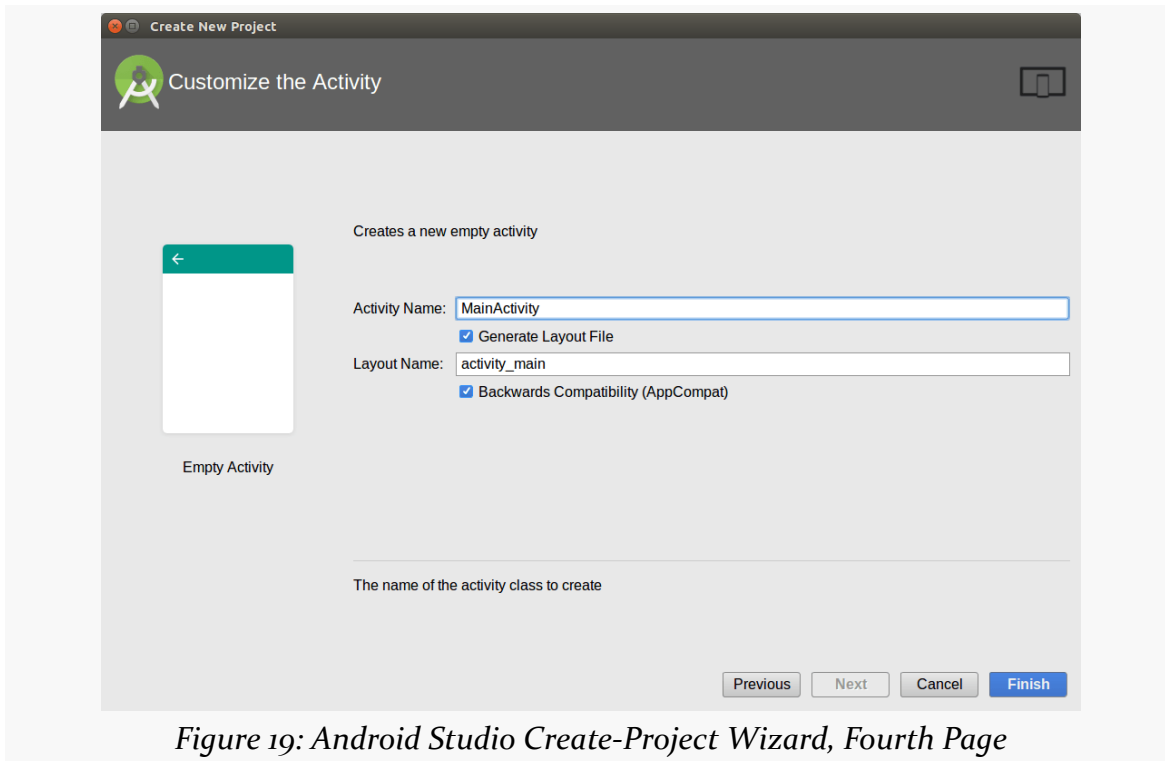 Create New Project
Customize the Activity
Creates a new empty activity
Activity Name: MainActivity
Generate Layout File
Layout Name: activity_main
Backwards Compatibility (AppCompat)
Empty Activity
The name of the activity class to create
Previous Next Cancel Finish
Figure 19: Android Studio Create-Project Wizard, Fourth Page